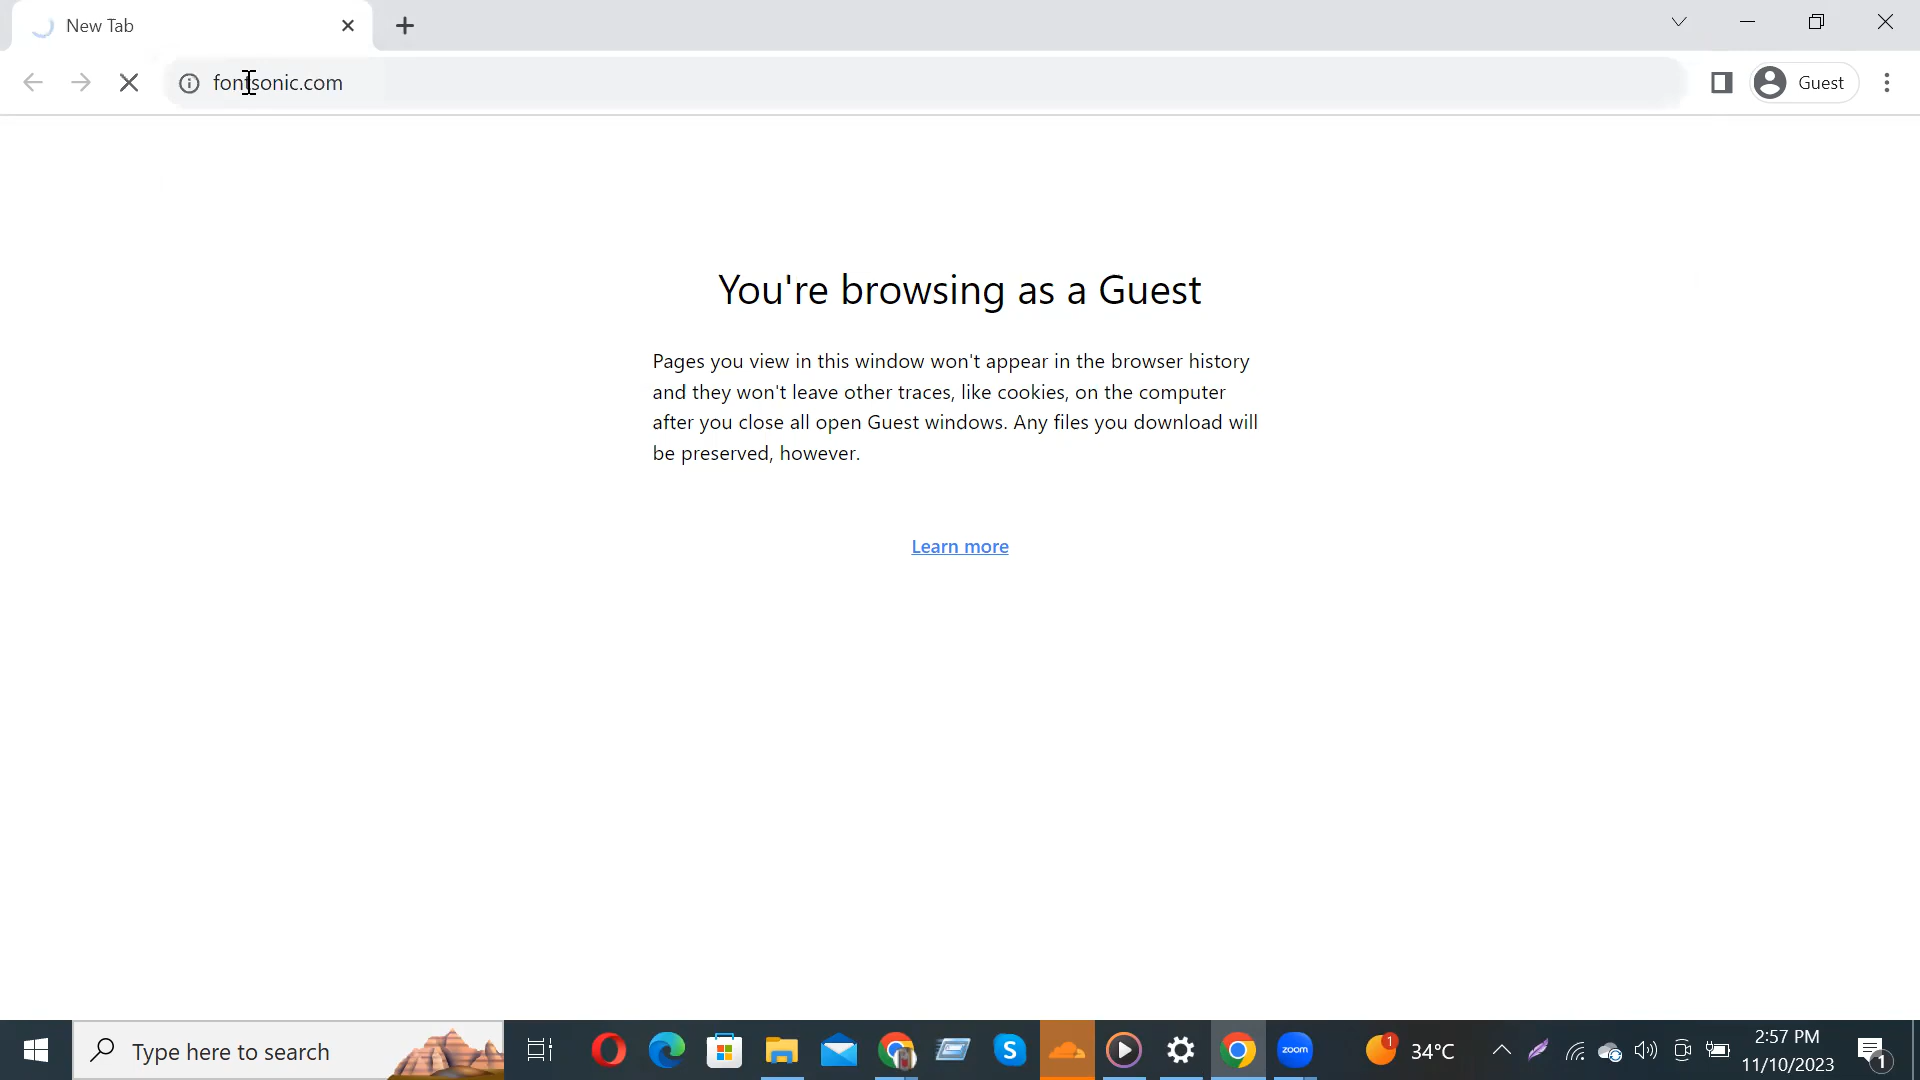 New Tab
fontsonic.com
Guest
You're browsing as a Guest
Pages you view in this window won't appear in the browser history
and they won't leave other traces, like cookies, on the computer
after you close all open Guest windows. Any files you download will
be preserved, however.
Learn more
Type here to search
S
zoom
1
34°C
2:57 PM
11/10/2023
1